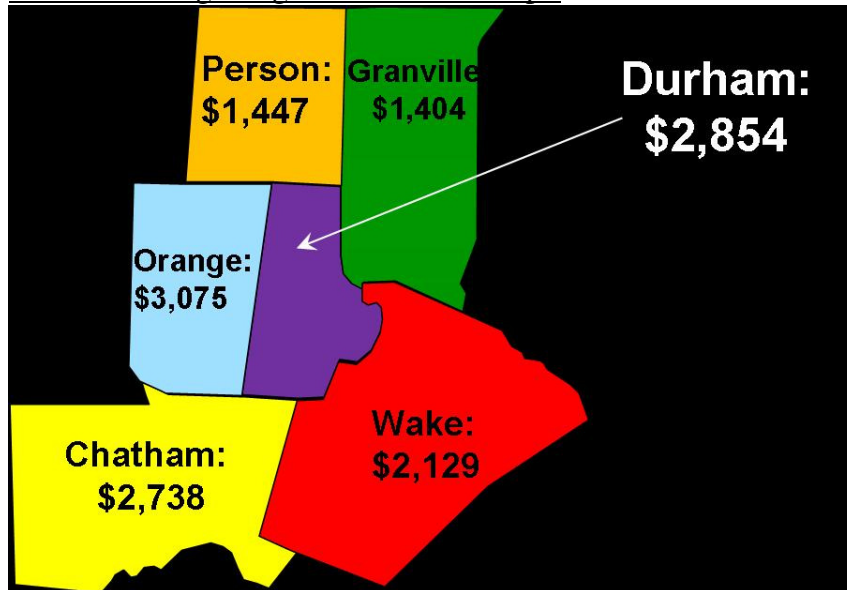 Person:
$1,447
Granville
$1,404
Durham:
$2,854
Orange:
$3,075
Wake:
$2,129
Chatham:
$2,738